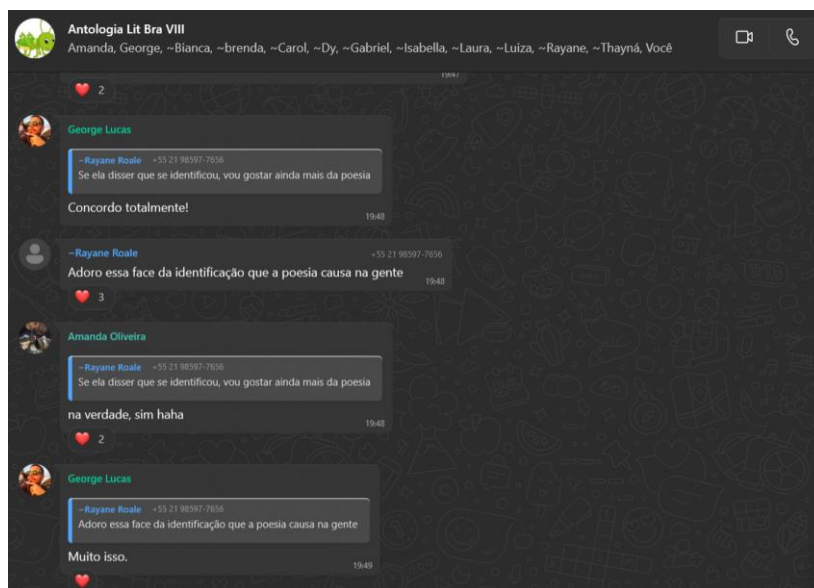 Antologia Lit Bra VIII
Amanda, George, ~Bianca, ~brenda, ~Carol, ~Dy, ~Gabriel, ~Isabella, ~Laura, ~Luiza, ~Rayane, ~Thayná, Você
19:47
2
George Lucas
~Rayane Roale +55 21 98597-7656
Se ela disser que se identificou, vou gostar ainda mais da poesia
Concordo totalmente!
19:48
~Rayane Roale +55 21 98597-7656
Adoro essa face da identificação que a poesia causa na gente
19:48
3
Amanda Oliveira
~Rayane Roale +55 21 98597-7656
Se ela disser que se identificou, vou gostar ainda mais da poesia
na verdade, sim haha
19:48
2
George Lucas
~Rayane Roale +55 21 98597-7656
Adoro essa face da identificação que a poesia causa na gente
Muito isso.
19:49